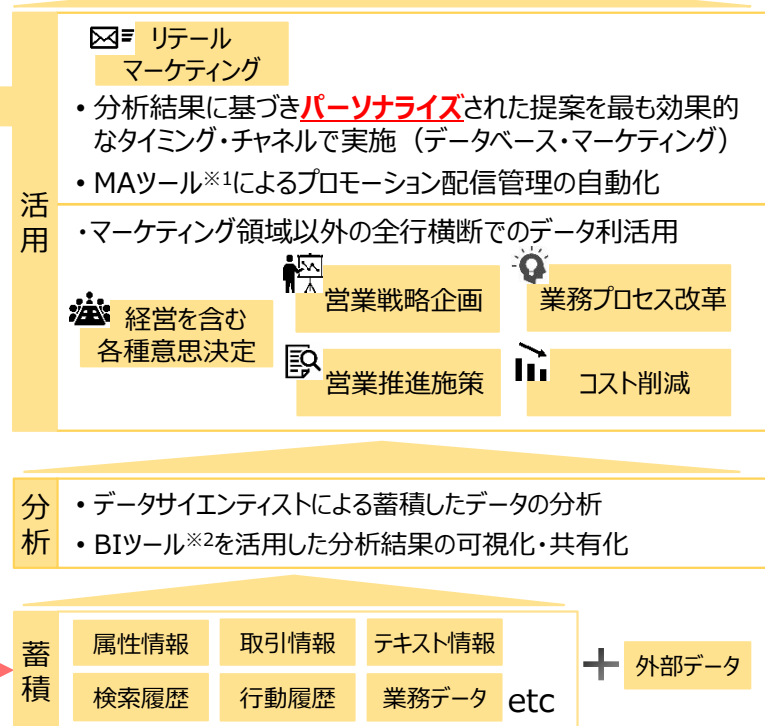 リテール
マーケティング
• 分析結果に基づきパーソナライズされた提案を最も効果的
なタイミング・チャネルで実施（データベース・マーケティング）
• MAツール※1によるプロモーション配信管理の自動化
活用
・マーケティング領域以外の全行横断でのデータ利活用
経営を含む
各種意思決定
営業戦略企画
業務プロセス改革
営業推進施策
コスト削減
分析
• データサイエンティストによる蓄積したデータの分析
• BIツール※2を活用した分析結果の可視化・共有化
蓄積
属性情報 取引情報 テキスト情報
検索履歴 行動履歴 業務データ etc
＋ 外部データ